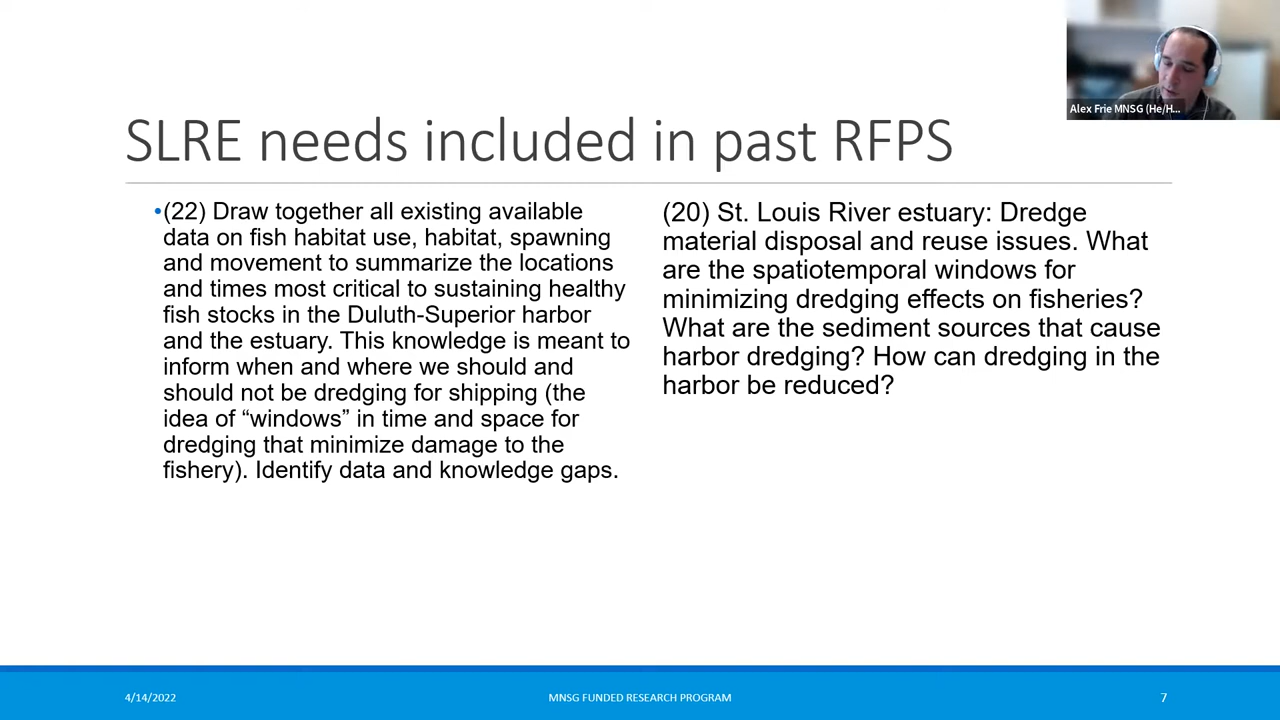 Alex Frie MNSG (He/H...
SLRE needs included in past RFPS
•(22) Draw together all existing available
data on fish habitat use, habitat, spawning
and movement to summarize the locations
and times most critical to sustaining healthy
fish stocks in the Duluth-Superior harbor
and the estuary. This knowledge is meant to
inform when and where we should and
should not be dredging for shipping (the
idea of “windows” in time and space for
dredging that minimize damage to the
fishery). Identify data and knowledge gaps.
(20) St. Louis River estuary: Dredge
material disposal and reuse issues. What
are the spatiotemporal windows for
minimizing dredging effects on fisheries?
What are the sediment sources that cause
harbor dredging? How can dredging in the
harbor be reduced?
4/14/2022
MNSG FUNDED RESEARCH PROGRAM
7